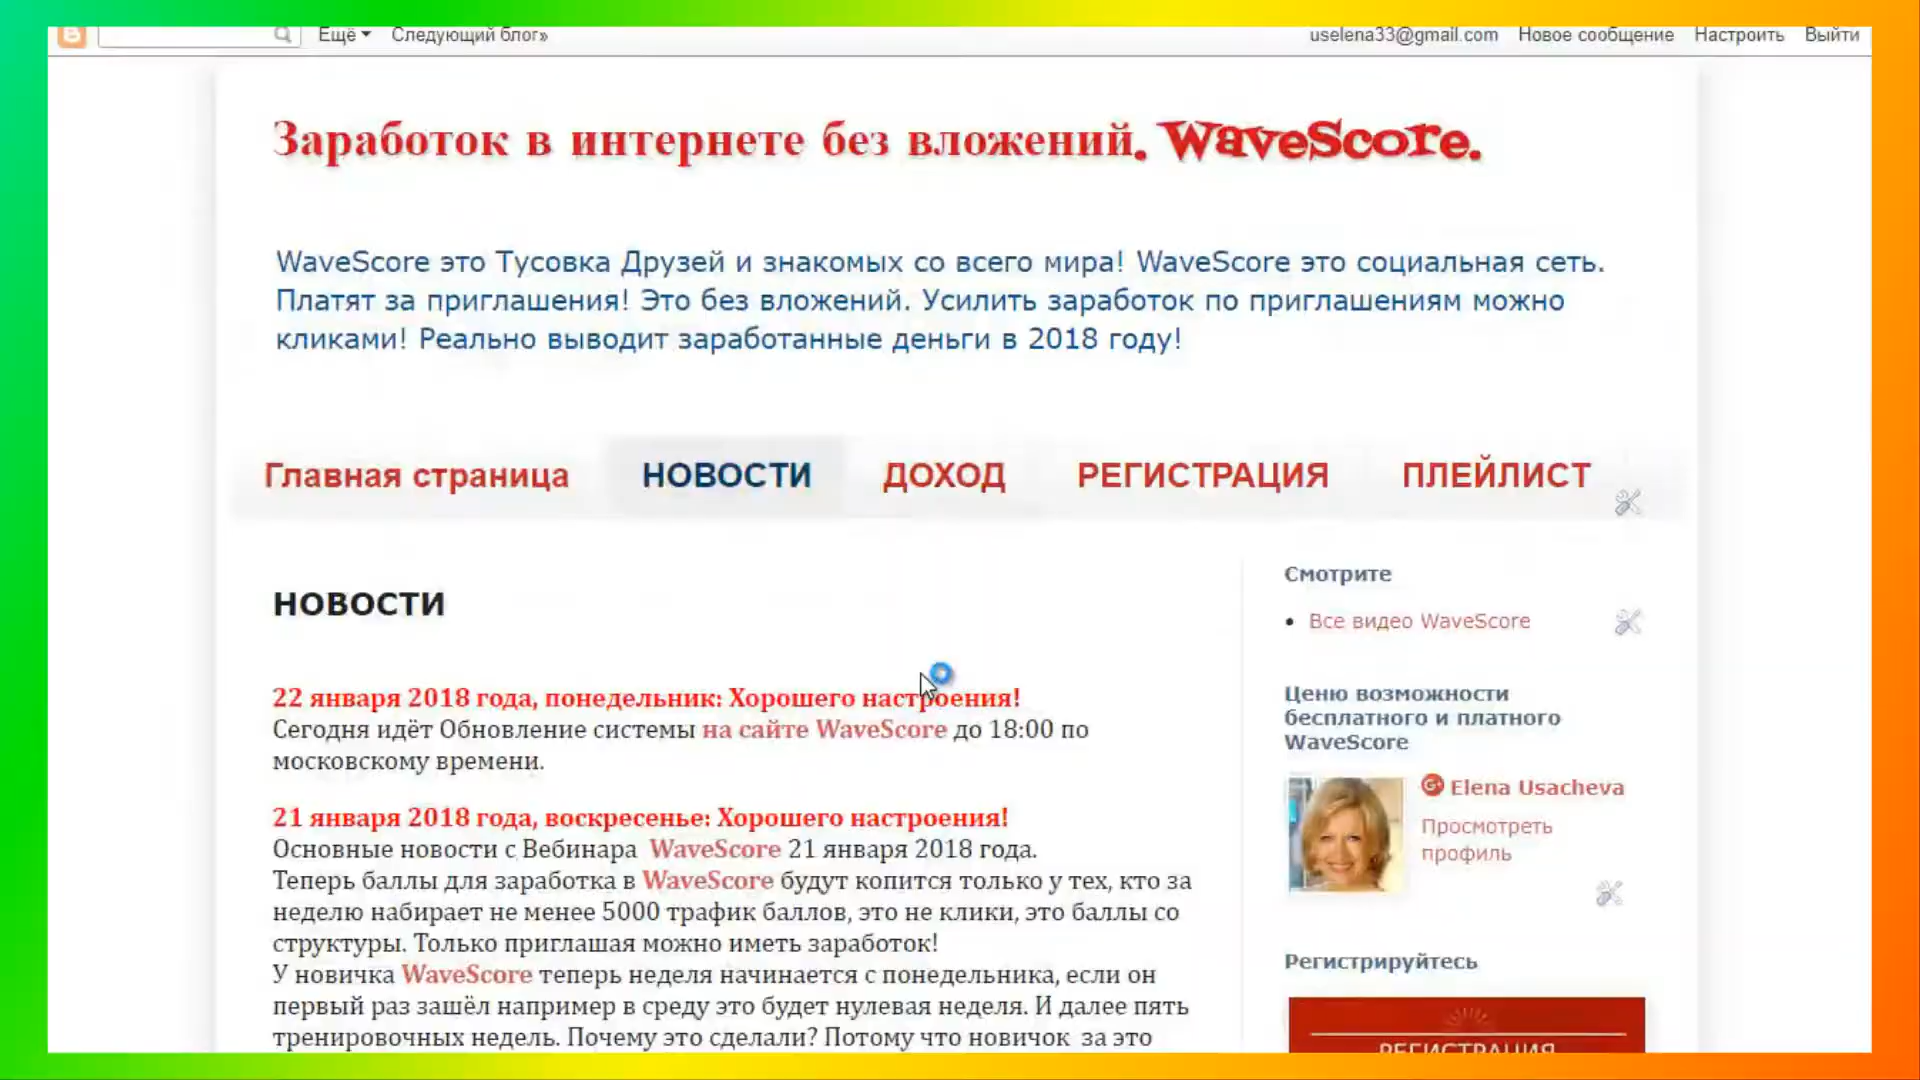 Ещё
Следующий блог»
uselena33@gmail.com
Новое сообщение
Настроить
Выйти
Заработок в интернете без вложений. WaveScore.
WaveScore это Тусовка Друзей и знакомых со всего мира! WaveScore это социальная сеть.
Платят за приглашения! Это без вложений. Усилить заработок по приглашениям можно
кликами! Реально выводит заработанные деньги в 2018 году!
Главная страница
НОВОСТИ
ДОХОД
РЕГИСТРАЦИЯ
ПЛЕЙЛИСТ
НОВОСТИ
22 января 2018 года, понедельник: Хорошего настроения!
Сегодня идёт Обновление системы на сайте WaveScore до 18:00 по
московскому времени.
21 января 2018 года, воскресенье: Хорошего настроения!
Основные новости с Вебинара WaveScore 21 января 2018 года.
Теперь баллы для заработка в WaveScore будут копится только у тех, кто за
неделю набирает не менее 5000 трафик баллов, это не клики, это баллы со
структуры. Только приглашая можно иметь заработок!
У новичка WaveScore теперь неделя начинается с понедельника, если он
первый раз зашёл например в среду это будет нулевая неделя. И далее пять
тренировочных недель. Почему это сделали? Потому что новичок за это
Смотрите
Все видео WaveScore
Ценю возможности
бесплатного и платного
WaveScore
Elena Usacheva
Просмотреть
профиль
Регистрируйтесь
РЕГИСТРАЦИЯ